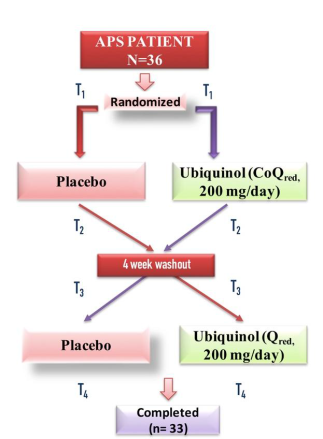 APS PATIENT
N=36
T1 T1
Randomized
Placebo
Ubiquinol (CoQred,
200 mg/day)
T2 T2
4 week washout
T3 T3
Placebo
Ubiquinol (Qred,
200 mg/day)
T4 T4
Completed
(n= 33)